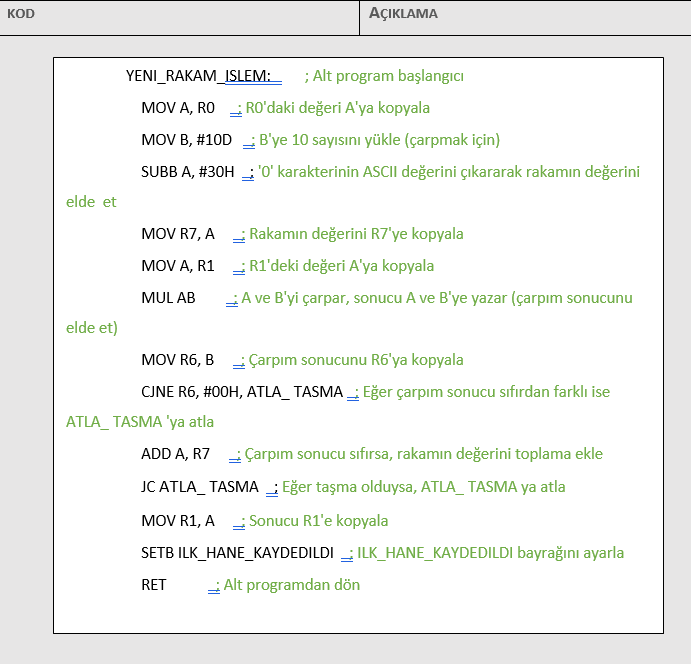 KOD AÇIKLAMA
YENI_RAKAM_ISLEM: ; Alt program başlangıcı
MOV A, R0 ; R0'daki değeri A'ya kopyala
MOV B, #10D ; B'ye 10 sayısını yükle (çarpmak için)
SUBB A, #30H ; '0' karakterinin ASCII değerini çıkararak rakamın değerini
elde et
MOV R7, A ; Rakamın değerini R7'ye kopyala
MOV A, R1 ; R1'deki değeri A'ya kopyala
MUL AB ; A ve B'yi çarpar, sonucu A ve B'ye yazar (çarpım sonucunu
elde et)
MOV R6, B ; Çarpım sonucunu R6'ya kopyala
CJNE R6, #00H, ATLA_ TASMA ; Eğer çarpım sonucu sıfırdan farklı ise
ATLA_ TASMA 'ya atla
ADD A, R7 ; Çarpım sonucu sıfırsa, rakamın değerini toplama ekle
JC ATLA_ TASMA ; Eğer taşma olduysa, ATLA_ TASMA ya atla
MOV R1, A ; Sonucu R1'e kopyala
SETB ILK_HANE_KAYDEDILDI ; ILK_HANE_KAYDEDILDI bayrağını ayarla
RET ; Alt programdan dön